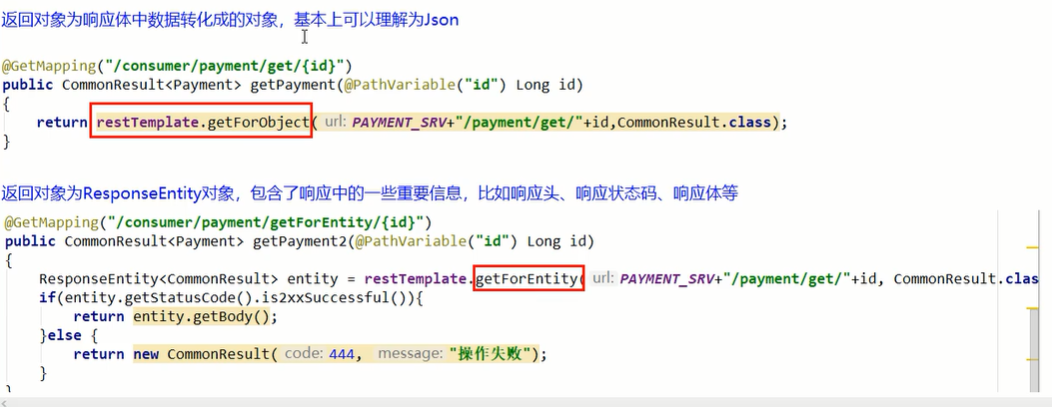 返回对象为响应体中数据转化成的对象，基本上可以理解为Json
@GetMapping("/consumer/payment/get/{id}")
public CommonResult<Payment> getPayment(@PathVariable("id") Long id)
{
return restTemplate.getForObject( url: PAYMENT_SRV+"/payment/get/"+id,CommonResult.class);
}
返回对象为ResponseEntity对象，包含了响应中的一些重要信息，比如响应头、响应状态码、响应体等
@GetMapping("/consumer/payment/getForEntity/{id}")
public CommonResult<Payment> getPayment2(@PathVariable("id") Long id)
{
ResponseEntity<CommonResult> entity = restTemplate.getForEntity( url: PAYMENT_SRV+"/payment/get/"+id, CommonResult.clas
if(entity.getStatusCode().is2xxSuccessful()){
return entity.getBody();
}else {
return new CommonResult( code: 444, message: "操作失败");
}
}